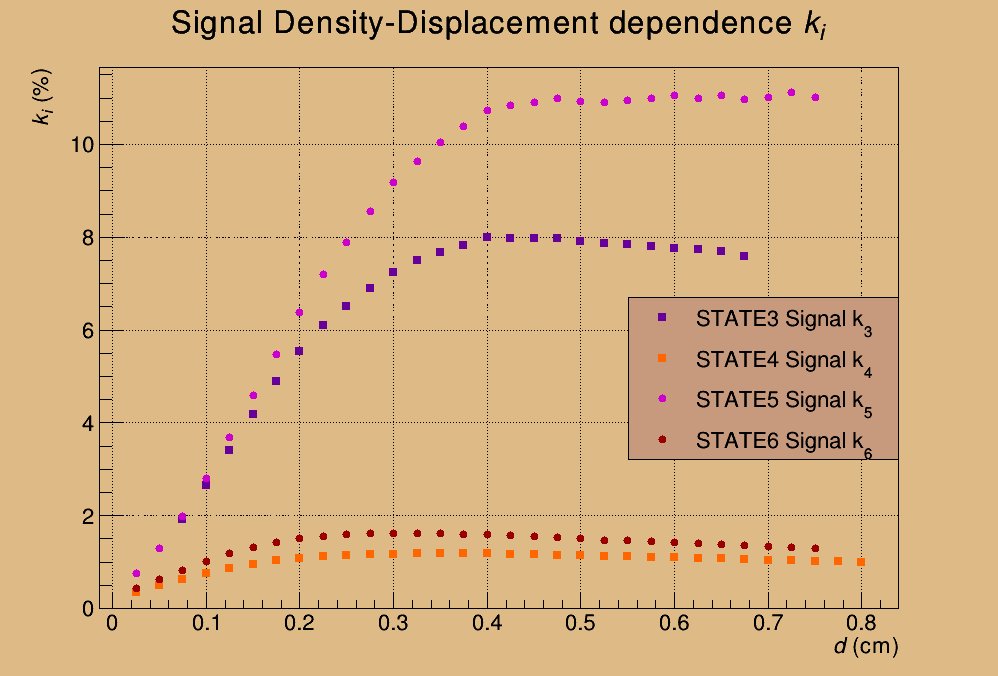 Signal Density-Displacement dependence k_i
k_i (%)
10
8
6
4
2
0
STATE3 Signal k_3
STATE4 Signal k_4
STATE5 Signal k_5
STATE6 Signal k_6
0 0.1 0.2 0.3 0.4 0.5 0.6 0.7 0.8
d (cm)